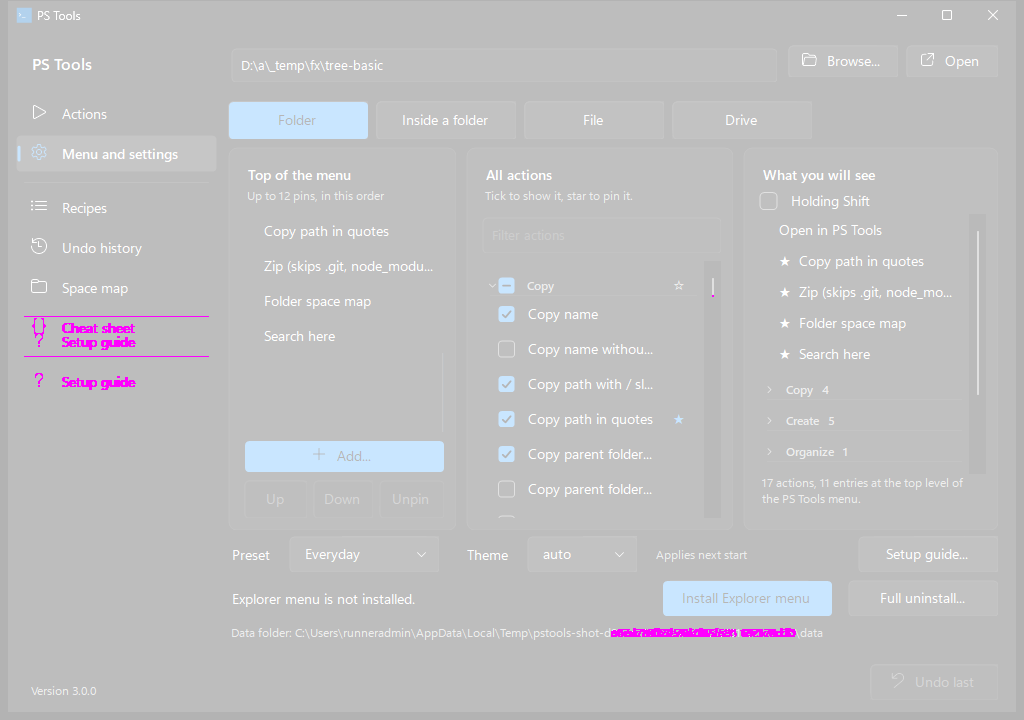 PS Tools
PS Tools
D:\a\_temp\fx\tree-basic
Browse...
Open
Actions
Menu and settings
Recipes
Undo history
Space map
{} Cheat sheet
? Setup guide
? Setup guide
Version 3.0.0
Folder
Inside a folder
File
Drive
Top of the menu
Up to 12 pins, in this order
Copy path in quotes
Zip (skips .git, node_modu...
Folder space map
Search here
Add...
Up
Down
Unpin
All actions
Tick to show it, star to pin it.
Filter actions
Copy
Copy name
Copy name withou...
Copy path with / sl...
Copy path in quotes
Copy parent folder...
Copy parent folder...
What you will see
Holding Shift
Open in PS Tools
★ Copy path in quotes
★ Zip (skips .git, node_mo...
★ Folder space map
★ Search here
Copy 4
Create 5
Organize 1
17 actions, 11 entries at the top level of
the PS Tools menu.
Preset
Everyday
Theme
auto
Applies next start
Setup guide...
Explorer menu is not installed.
Install Explorer menu
Full uninstall...
Data folder: C:\Users\runneradmin\AppData\Local\Temp\pstools-shot-d \data
Undo last